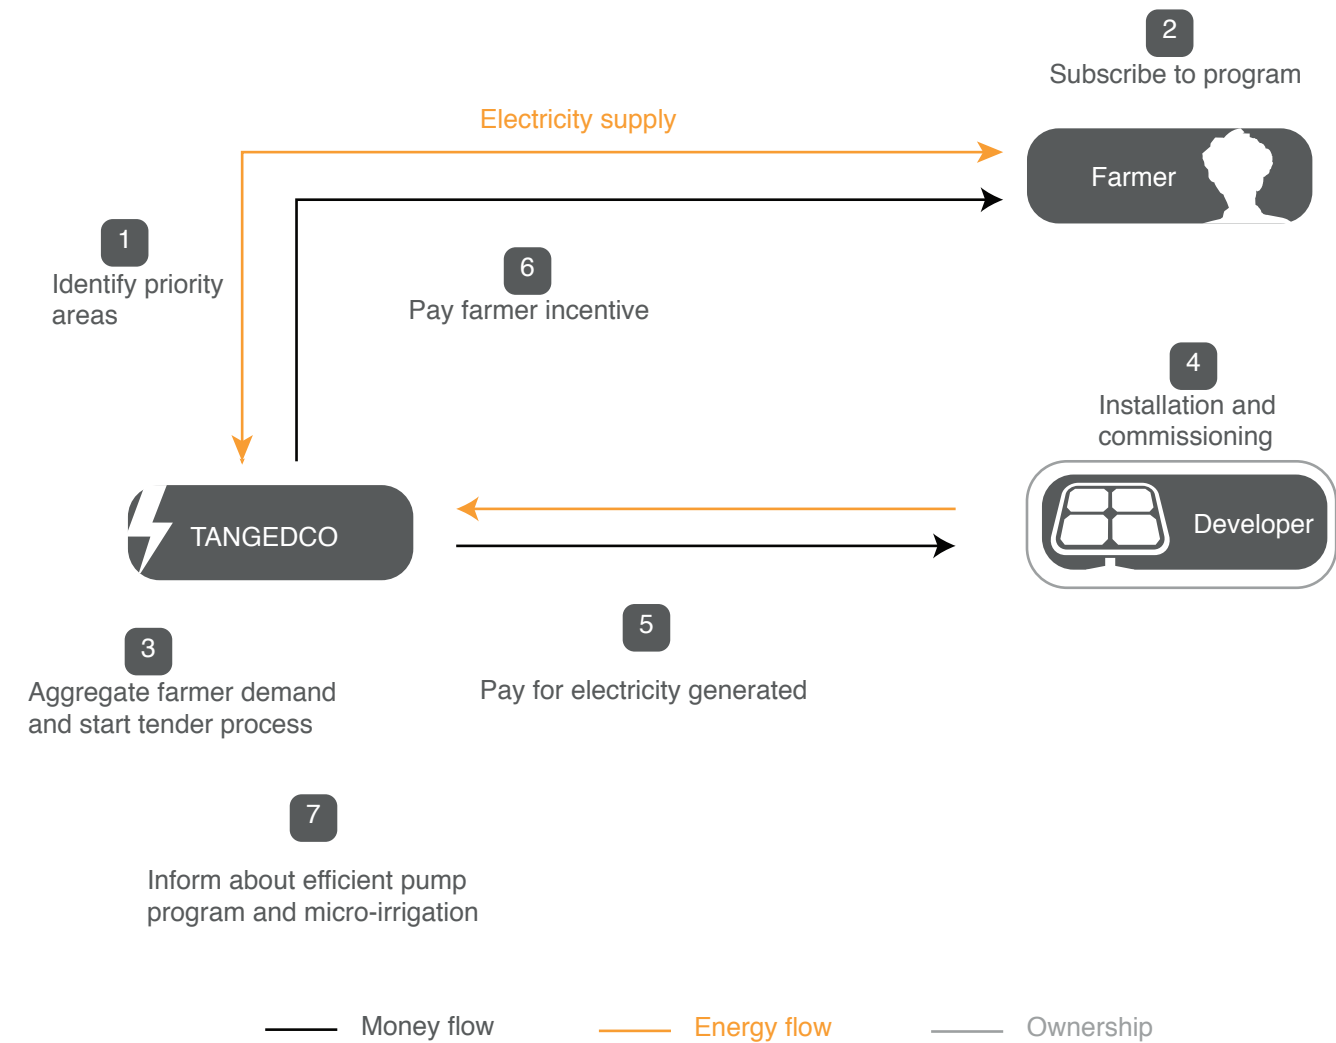 2
Subscribe to program
Electricity supply
Farmer
1
Identify priority
areas
6
Pay farmer incentive
4
Installation and
commissioning
TANGEDCO
Developer
3
Aggregate farmer demand
and start tender process
5
Pay for electricity generated
7
Inform about efficient pump
program and micro-irrigation
Money flow
Energy flow
Ownership